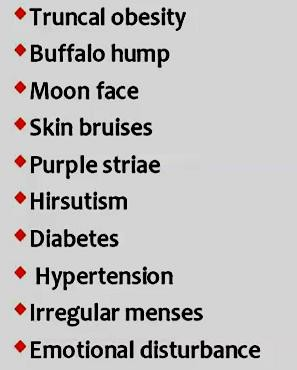 Truncal obesity
Buffalo hump
Moon face
Skin bruises
Purple striae
Hirsutism
Diabetes
Hypertension
Irregular menses
Emotional disturbance